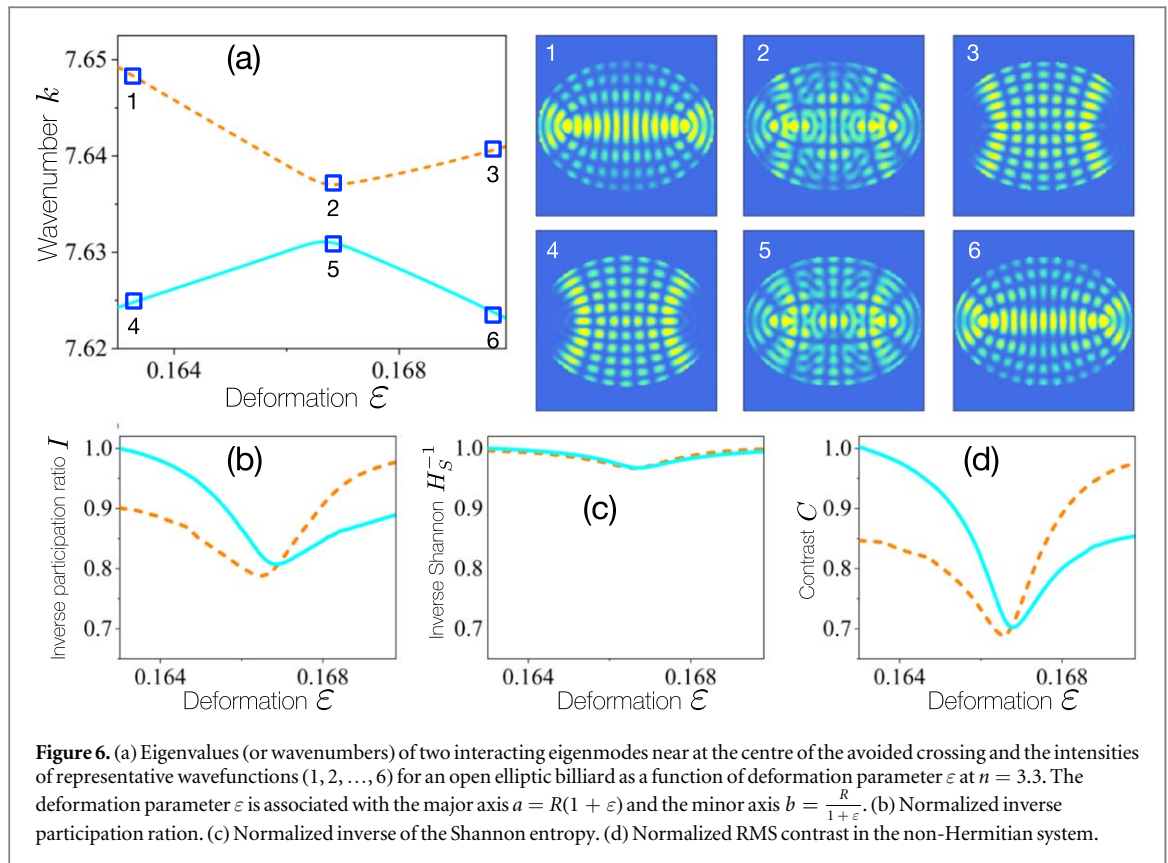 (a)
Wavenumber k
7.65
7.64
7.63
7.62
1
2
3
4
5
6
0.164
0.168
Deformation ε
1
2
3
4
5
6
(b)
Inverse participation ratio I
1.0
0.9
0.8
0.7
0.164
0.168
Deformation ε
(c)
Inverse Shannon H_S^{-1}
1.0
0.9
0.8
0.7
0.164
0.168
Deformation ε
(d)
Contrast C
1.0
0.9
0.8
0.7
0.164
0.168
Deformation ε
Figure 6. (a) Eigenvalues (or wavenumbers) of two interacting eigenmodes near at the centre of the avoided crossing and the intensities
of representative wavefunctions (1, 2, …, 6) for an open elliptic billiard as a function of deformation parameter ε at n = 3.3. The
deformation parameter ε is associated with the major axis a = R(1 + ε) and the minor axis b = R/(1 + ε). (b) Normalized inverse
participation ration. (c) Normalized inverse of the Shannon entropy. (d) Normalized RMS contrast in the non-Hermitian system.